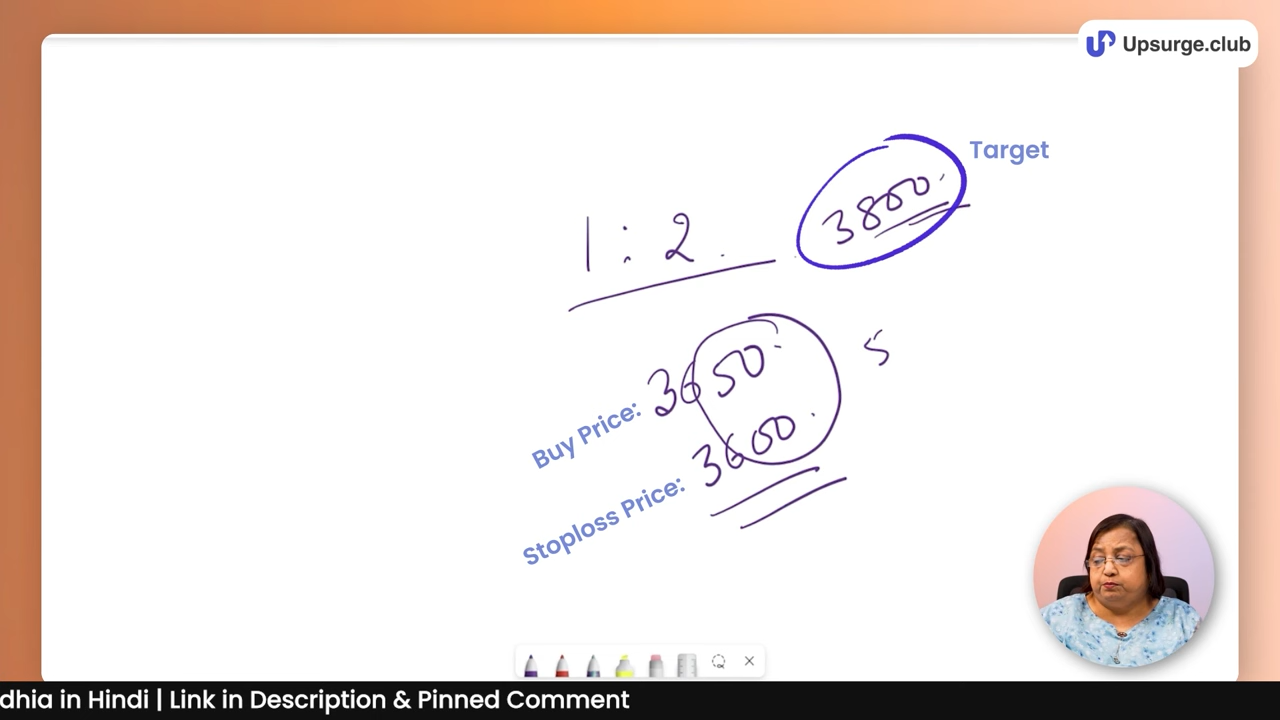 Upsurge.club
Target
3800.
1 : 2.
Buy Price: 3650.
5
Stoploss Price: 3600.
dhia in Hindi | Link in Description & Pinned Comment